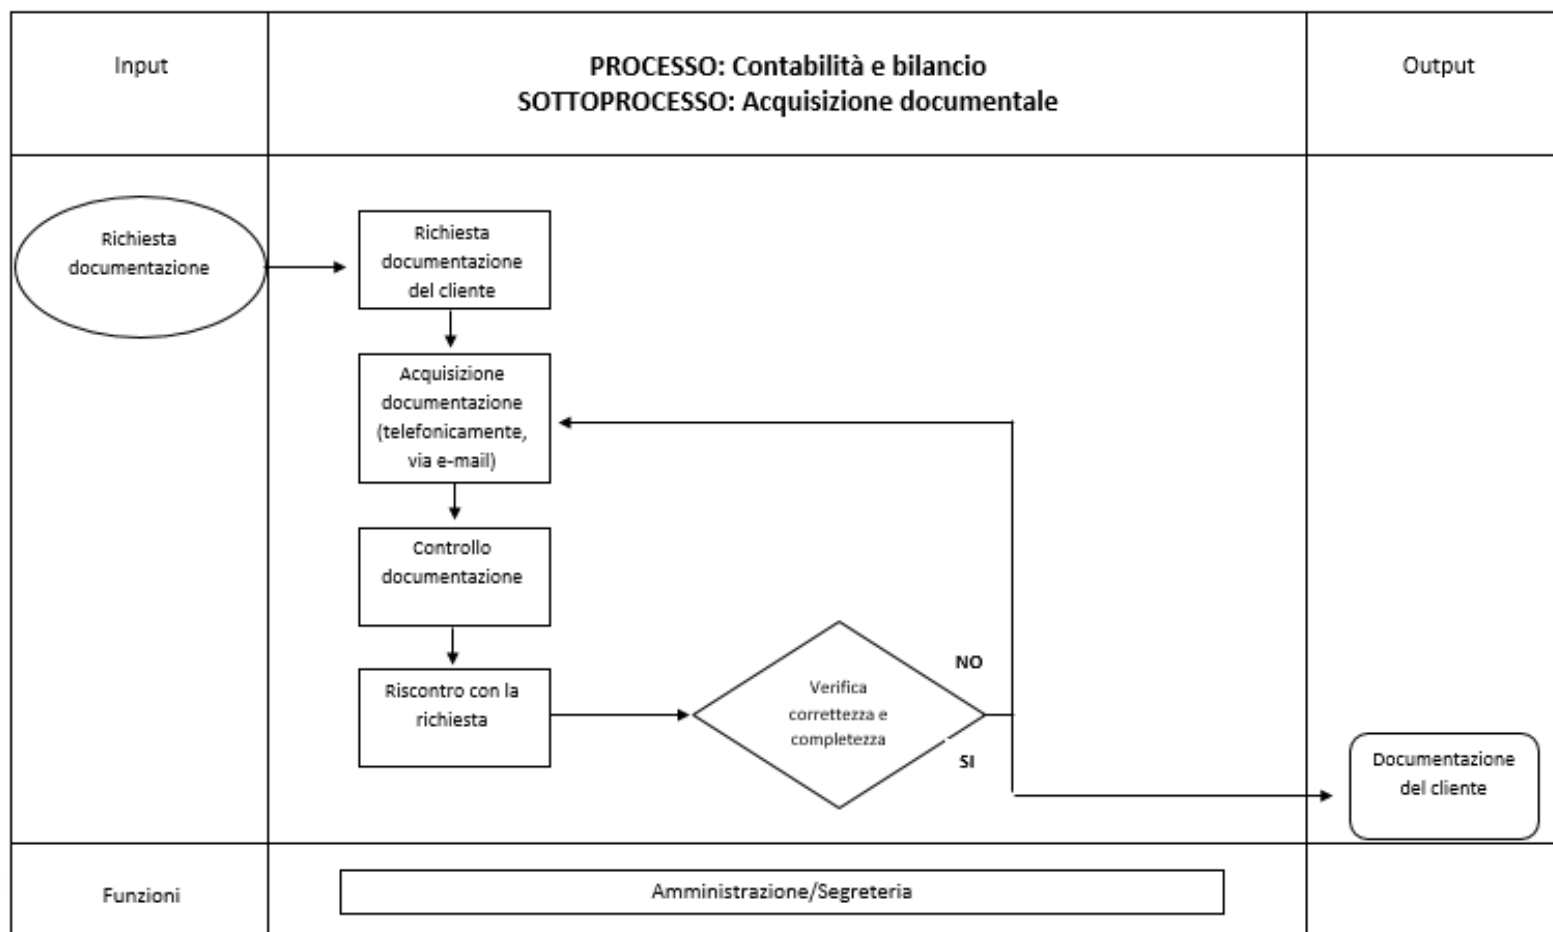 Input
PROCESSO: Contabilità e bilancio
SOTTOPROCESSO: Acquisizione documentale
Output
Richiesta
documentazione
Richiesta
documentazione
del cliente
Acquisizione
documentazione
(telefonicamente,
via e-mail)
Controllo
documentazione
Riscontro con la
richiesta
Verifica
correttezza e
completezza
NO
SI
Documentazione
del cliente
Funzioni
Amministrazione/Segreteria